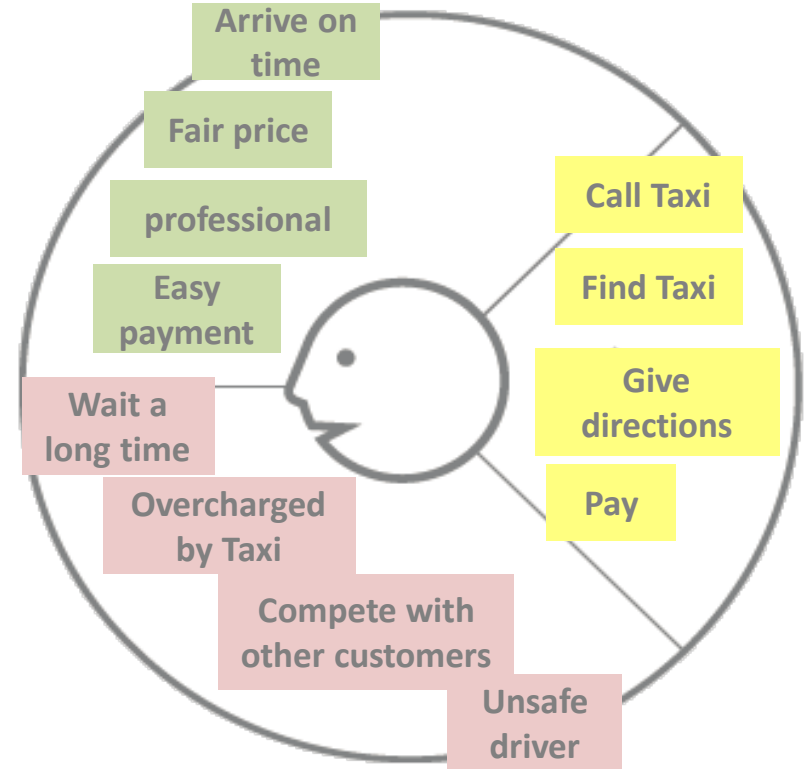 Arrive on
time
Fair price
professional
Easy
payment
Wait a
long time
Overcharged
by Taxi
Compete with
other customers
Unsafe
driver
Call Taxi
Find Taxi
Give
directions
Pay